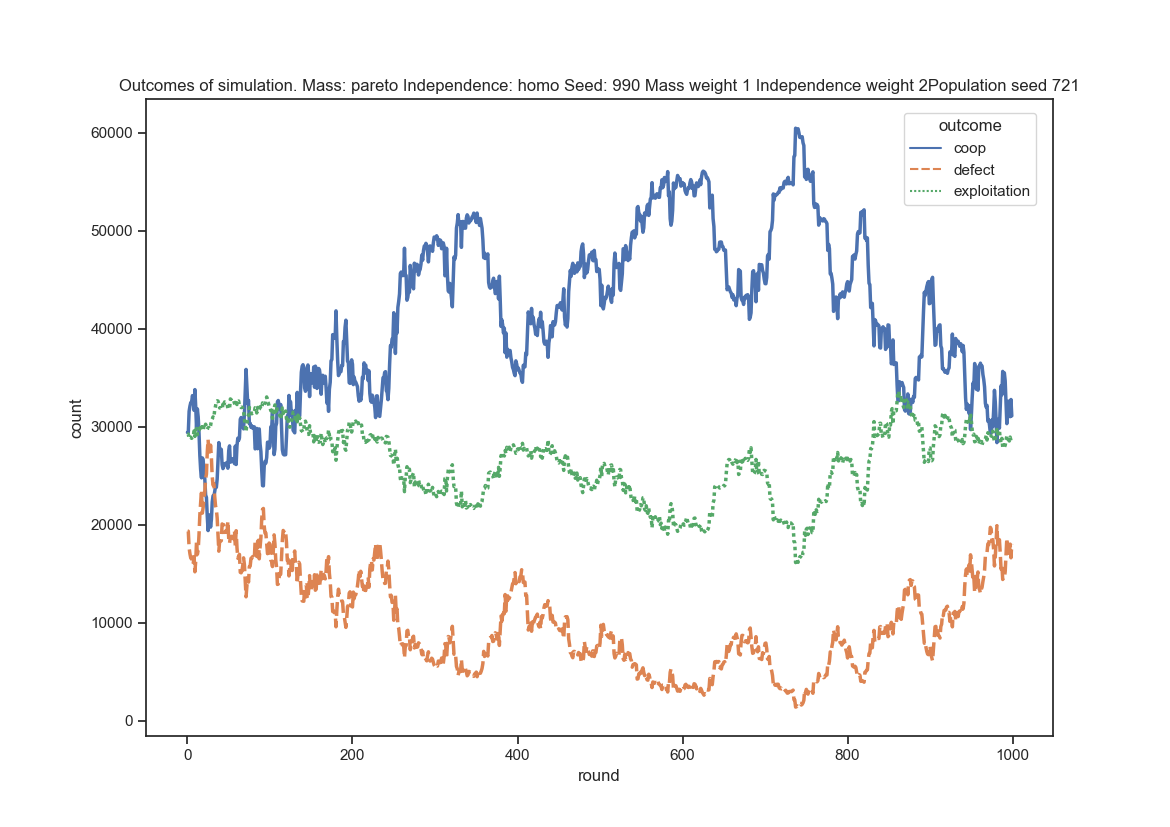 Outcomes of simulation. Mass: pareto Independence: homo Seed: 990 Mass weight 1 Independence weight 2Population seed 721
outcome
coop
defect
exploitation
60000
50000
40000
30000
20000
10000
0
count
0 200 400 600 800 1000
round